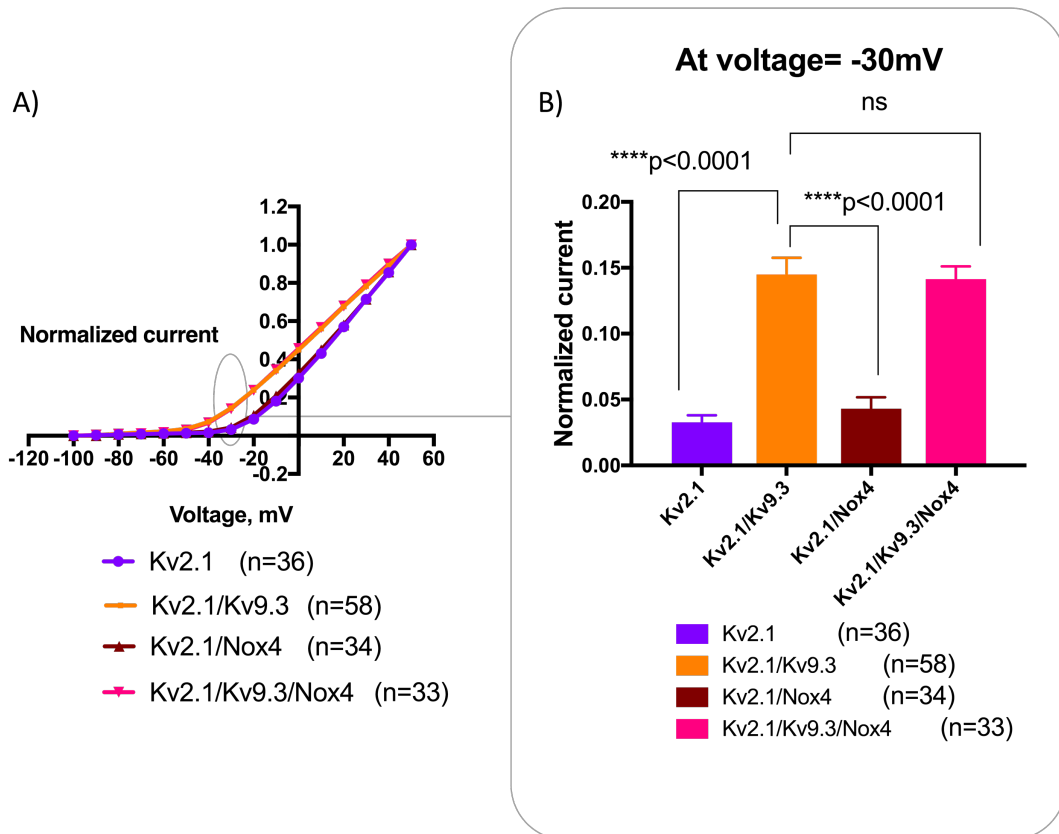 A)
1.2
1.0
0.8
0.6
0.4
0.2
-0.2
Normalized current
-120 -100 -80 -60 -40 -20 20 40 60
Voltage, mV
Kv2.1 (n=36)
Kv2.1/Kv9.3 (n=58)
Kv2.1/Nox4 (n=34)
Kv2.1/Kv9.3/Nox4 (n=33)
At voltage= -30mV
B)
ns
****p<0.0001
****p<0.0001
0.20
0.15
0.10
0.05
0.00
Normalized current
Kv2.1
Kv2.1/Kv9.3
Kv2.1/Nox4
Kv2.1/Kv9.3/Nox4
Kv2.1 (n=36)
Kv2.1/Kv9.3 (n=58)
Kv2.1/Nox4 (n=34)
Kv2.1/Kv9.3/Nox4 (n=33)